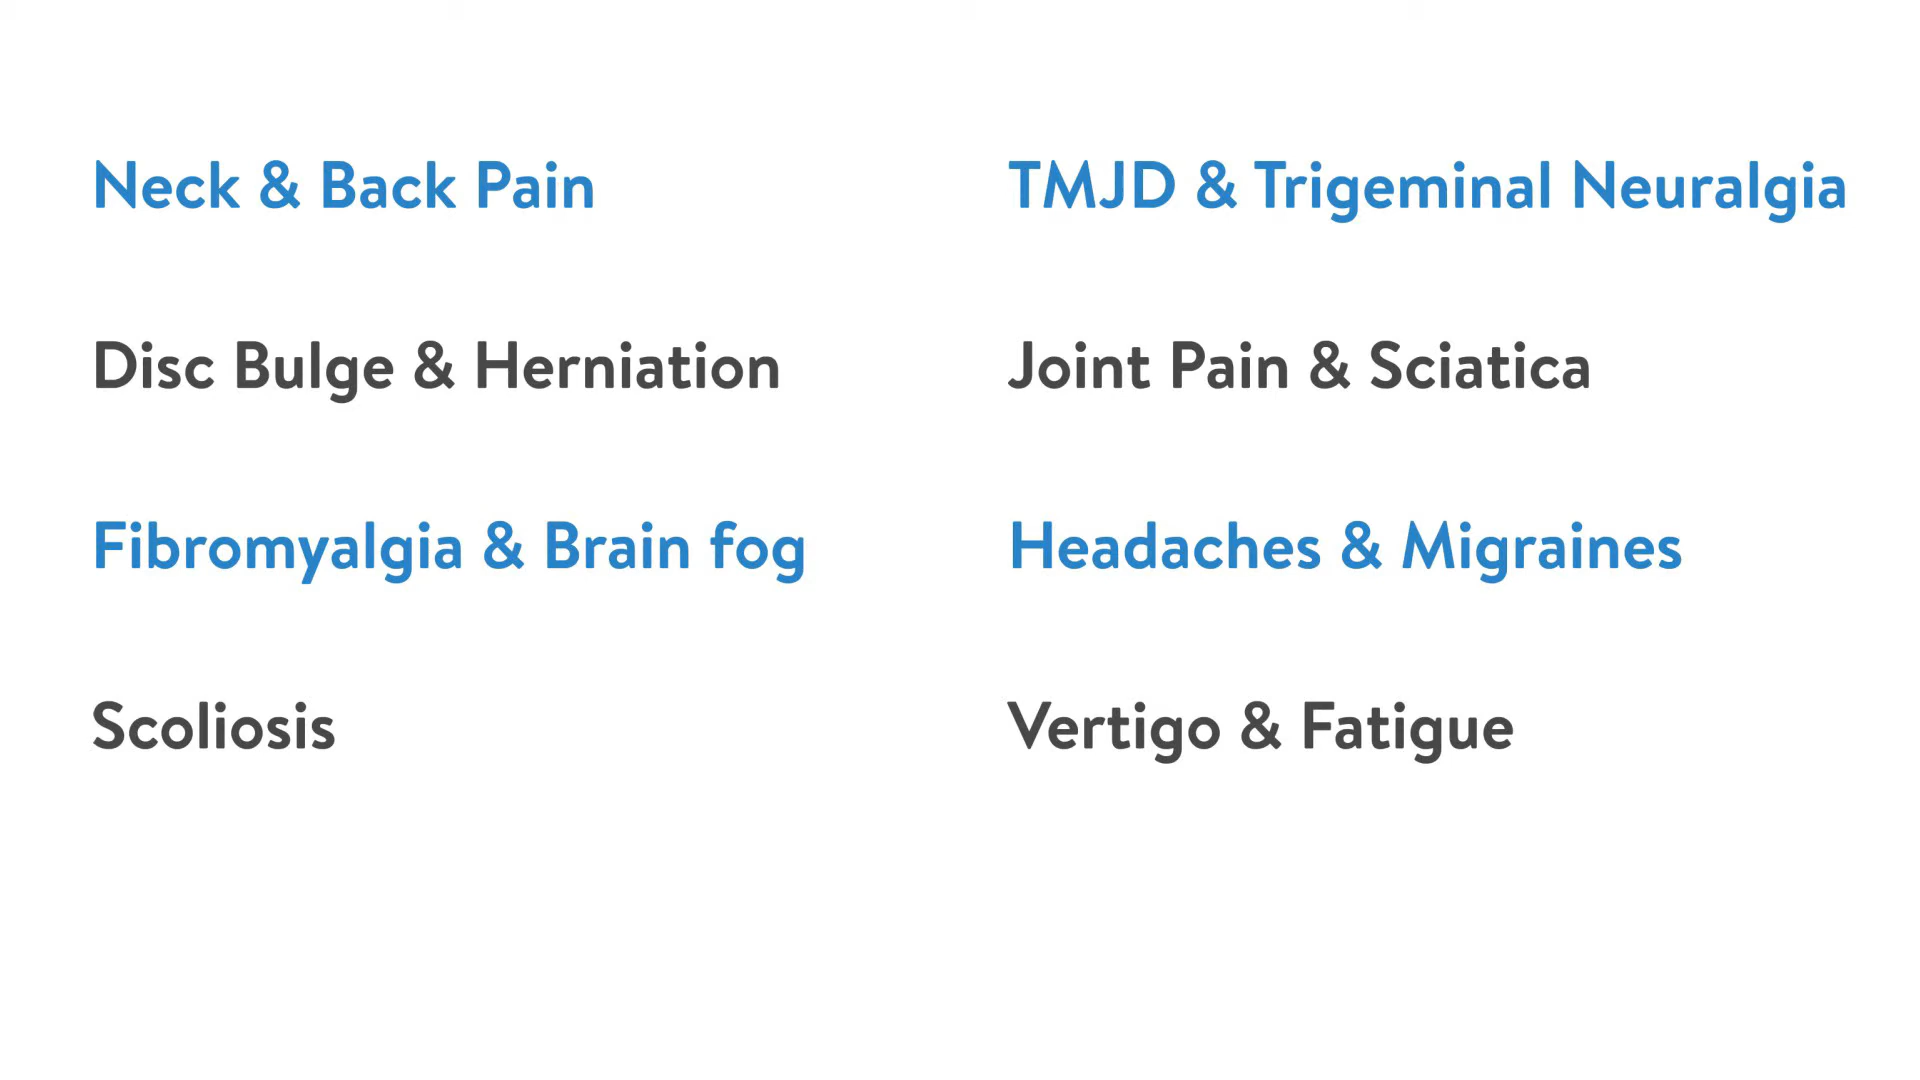 Neck & Back Pain
TMJD & Trigeminal Neuralgia
Disc Bulge & Herniation
Joint Pain & Sciatica
Fibromyalgia & Brain fog
Headaches & Migraines
Scoliosis
Vertigo & Fatigue